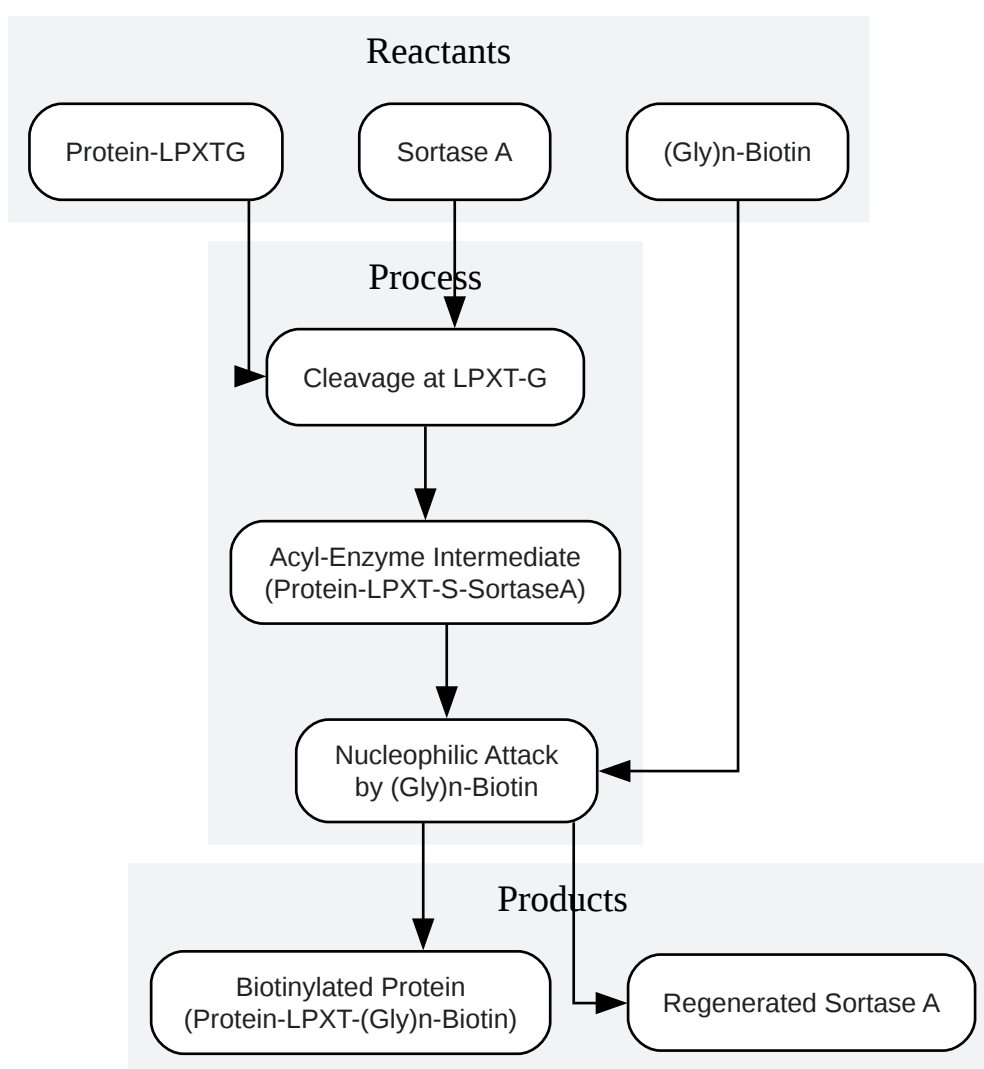 Reactants
Protein-LPXTG
Sortase A
(Gly)n-Biotin
Process
Cleavage at LPXT-G
Acyl-Enzyme Intermediate
(Protein-LPXT-S-SortaseA)
Nucleophilic Attack
by (Gly)n-Biotin
Products
Biotinylated Protein
(Protein-LPXT-(Gly)n-Biotin)
Regenerated Sortase A